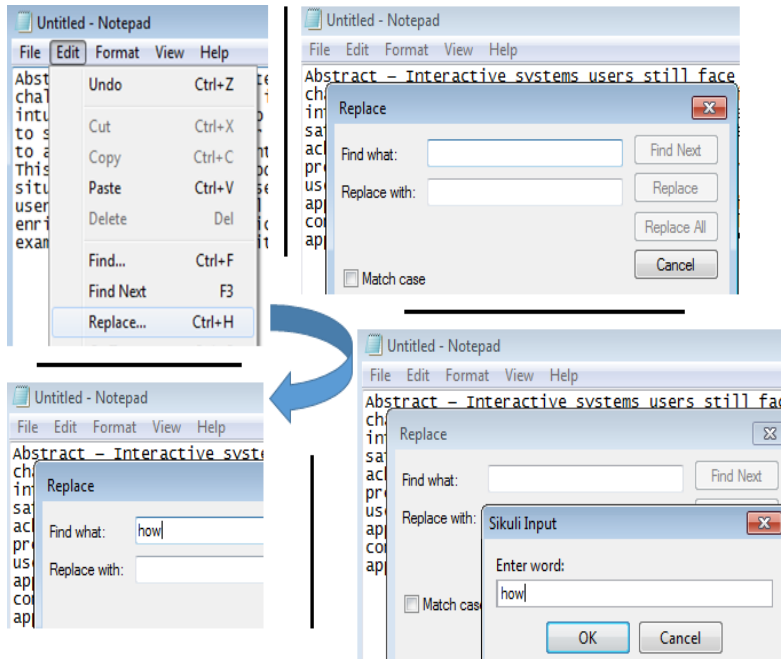 Untitled - Notepad
File Edit Format View Help
Abst
chal
intu
to s
to a
This
situ
user
enri
exam
Undo Ctrl+Z
Cut Ctrl+X
Copy Ctrl+C
Paste Ctrl+V
Delete Del
Find... Ctrl+F
Find Next F3
Replace... Ctrl+H
Untitled - Notepad
File Edit Format View Help
Abstract – Interactive systems users still face
Replace
Find what:
Find Next
Replace with:
Replace
Replace All
Cancel
Match case
Untitled - Notepad
File Edit Format View Help
Abstract – Interactive syste
Replace
Find what: how
Replace with:
Untitled - Notepad
File Edit Format View Help
Abstract – Interactive systems users still fac
Replace
Find what:
Find Next
Replace with:
Match cas
Sikuli Input
Enter word:
how
OK Cancel